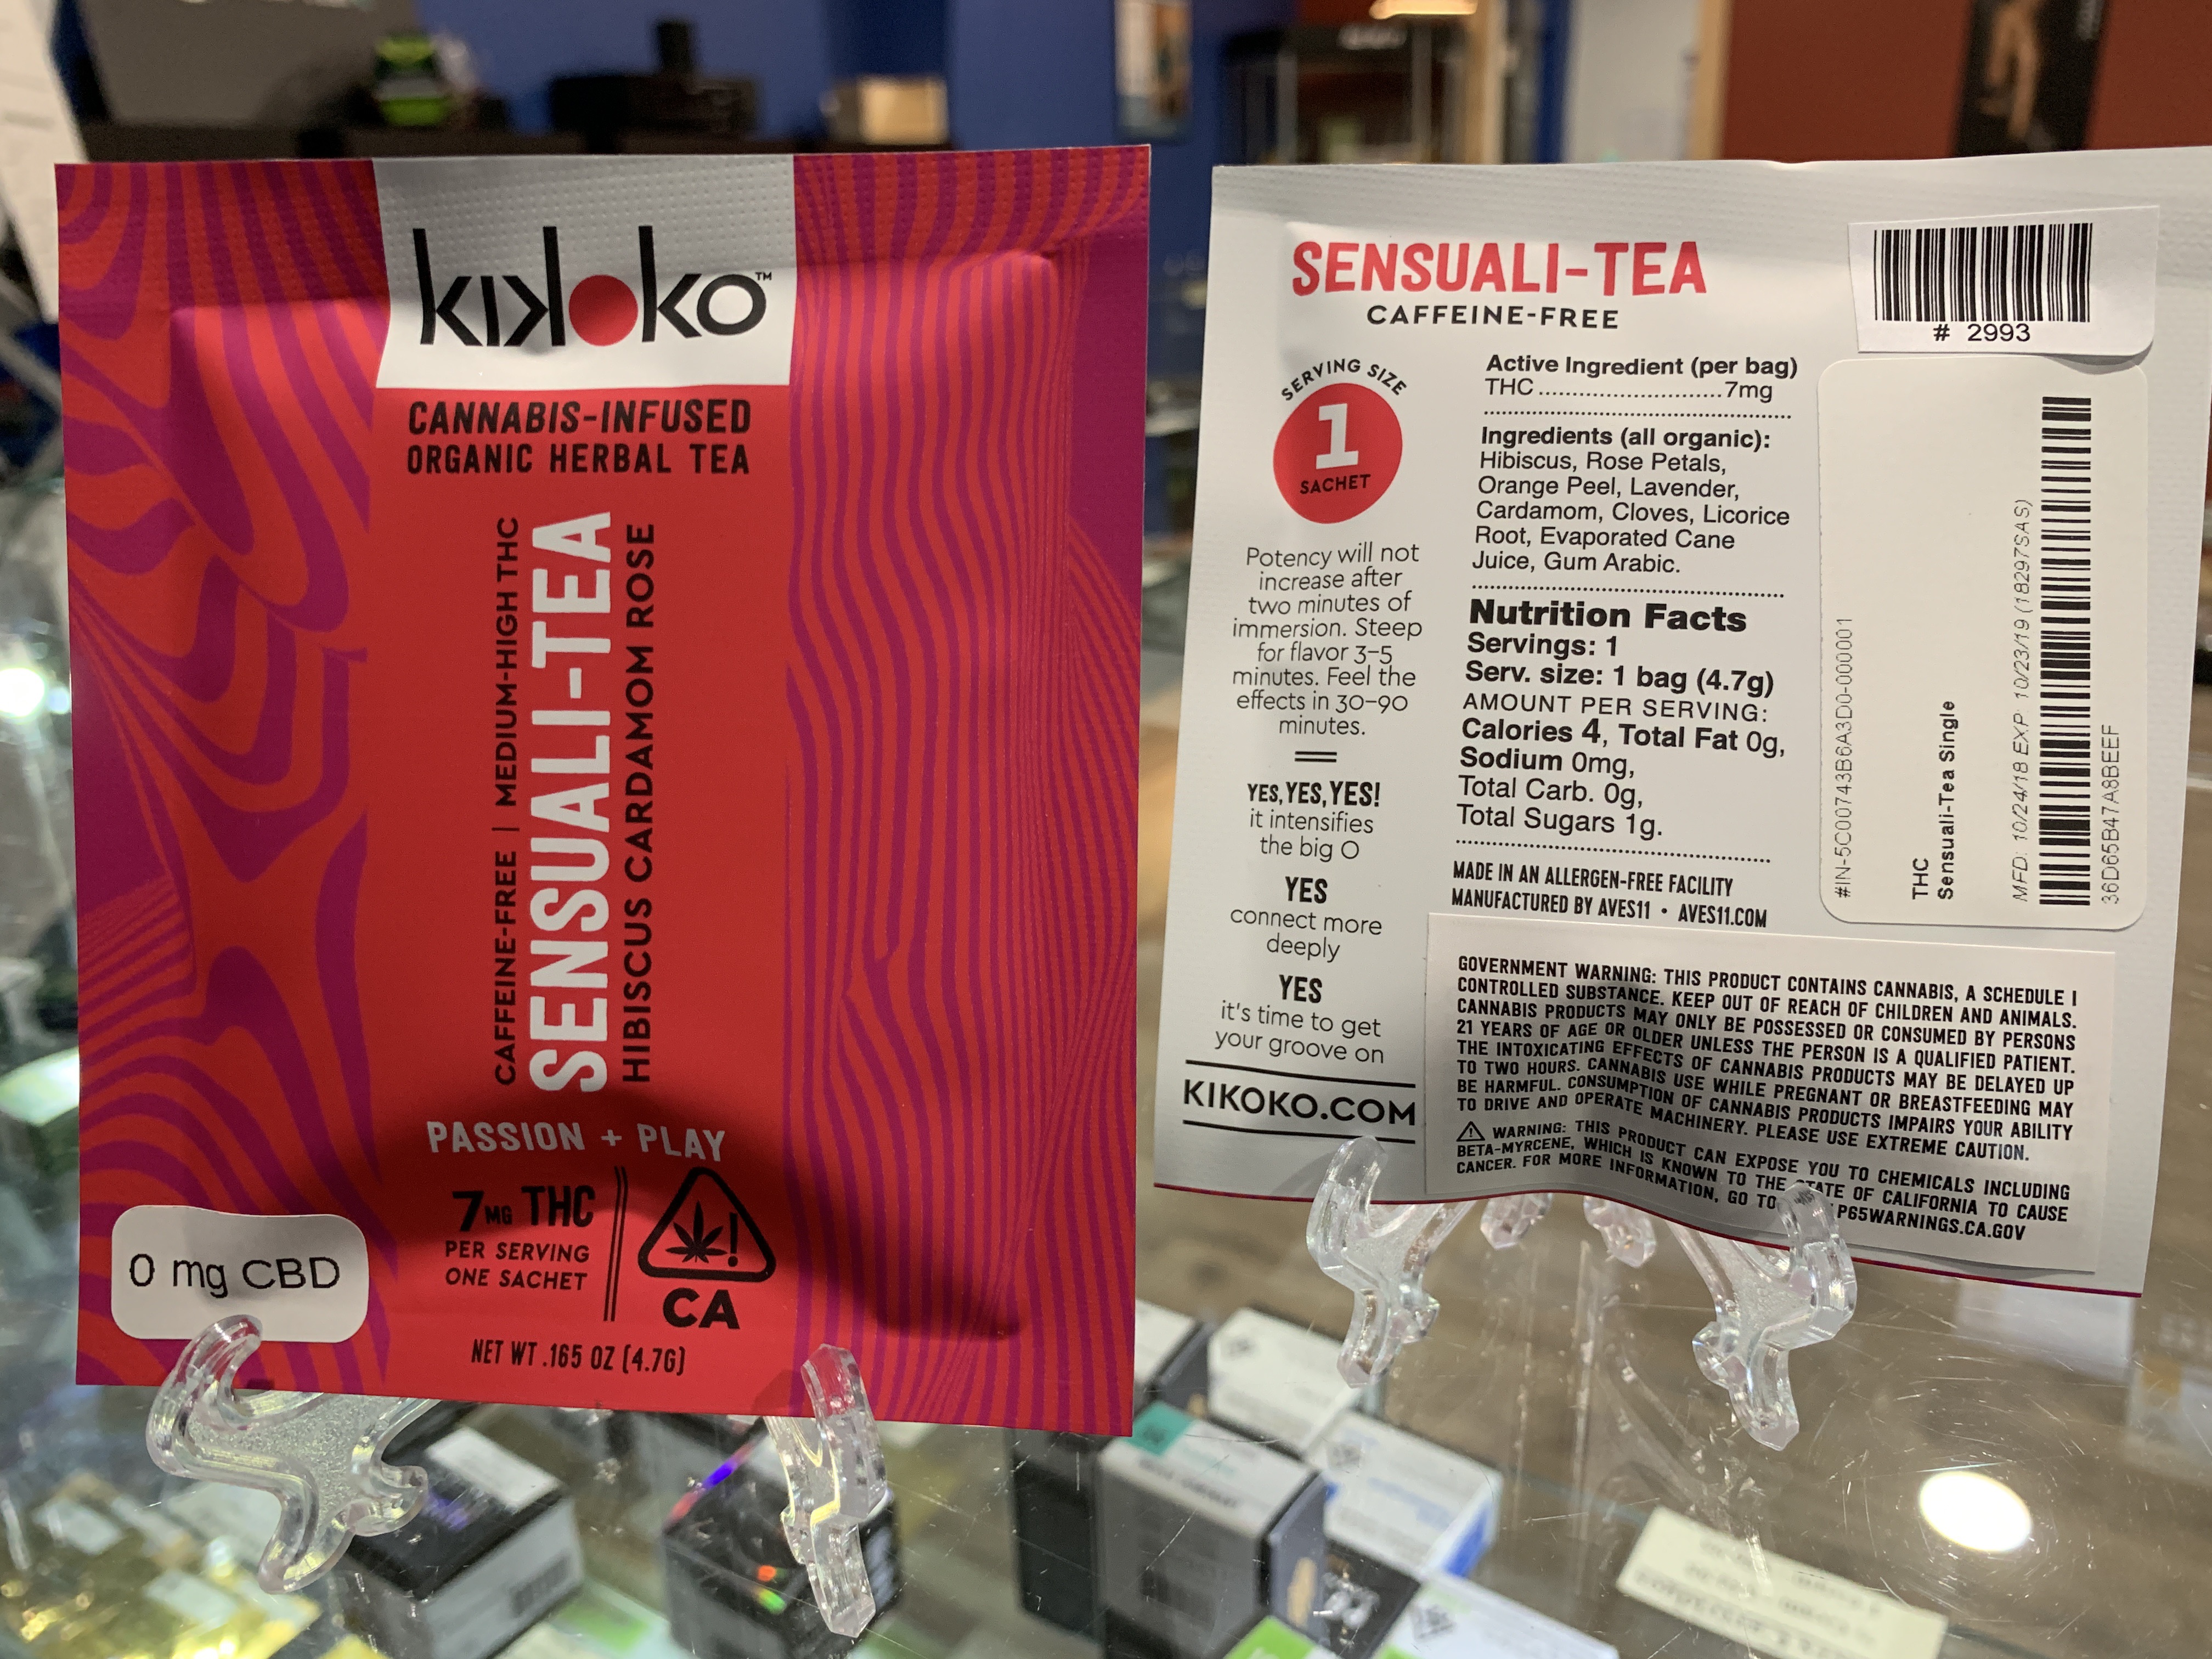 kikoko™
CANNABIS-INFUSED
ORGANIC HERBAL TEA
CAFFEINE-FREE | MEDIUM-HIGH THC
SENSUALI-TEA
HIBISCUS CARDAMOM ROSE
PASSION + PLAY
7MG THC
PER SERVING
ONE SACHET
CA
NET WT .165 OZ (4.7G)
0 mg CBD
SENSUALI-TEA
CAFFEINE-FREE
SERVING SIZE
1
SACHET
Potency will not
increase after
two minutes of
immersion. Steep
for flavor 3–5
minutes. Feel the
effects in 30–90
minutes.
YES, YES, YES!
it intensifies
the big O
YES
connect more
deeply
YES
it's time to get
your groove on
KIKOKO.COM
Active Ingredient (per bag)
THC............................7mg
Ingredients (all organic):
Hibiscus, Rose Petals,
Orange Peel, Lavender,
Cardamom, Cloves, Licorice
Root, Evaporated Cane
Juice, Gum Arabic.
Nutrition Facts
Servings: 1
Serv. size: 1 bag (4.7g)
AMOUNT PER SERVING:
Calories 4, Total Fat 0g,
Sodium 0mg,
Total Carb. 0g,
Total Sugars 1g.
MADE IN AN ALLERGEN-FREE FACILITY
MANUFACTURED BY AVES11 • AVES11.COM
# 2993
#IN-5C00743B6A3D0-000001
THC
Sensuali-Tea Single
MFD: 10/24/18 EXP: 10/23/19 (18297SAS)
36D65B47A8BEEF
GOVERNMENT WARNING: THIS PRODUCT CONTAINS CANNABIS, A SCHEDULE I
CONTROLLED SUBSTANCE. KEEP OUT OF REACH OF CHILDREN AND ANIMALS.
CANNABIS PRODUCTS MAY ONLY BE POSSESSED OR CONSUMED BY PERSONS
21 YEARS OF AGE OR OLDER UNLESS THE PERSON IS A QUALIFIED PATIENT.
THE INTOXICATING EFFECTS OF CANNABIS PRODUCTS MAY BE DELAYED UP
TO TWO HOURS. CANNABIS USE WHILE PREGNANT OR BREASTFEEDING MAY
BE HARMFUL. CONSUMPTION OF CANNABIS PRODUCTS IMPAIRS YOUR ABILITY
TO DRIVE AND OPERATE MACHINERY. PLEASE USE EXTREME CAUTION.
WARNING: THIS PRODUCT CAN EXPOSE YOU TO CHEMICALS INCLUDING
BETA-MYRCENE, WHICH IS KNOWN TO THE STATE OF CALIFORNIA TO CAUSE
CANCER. FOR MORE INFORMATION, GO TO P65WARNINGS.CA.GOV